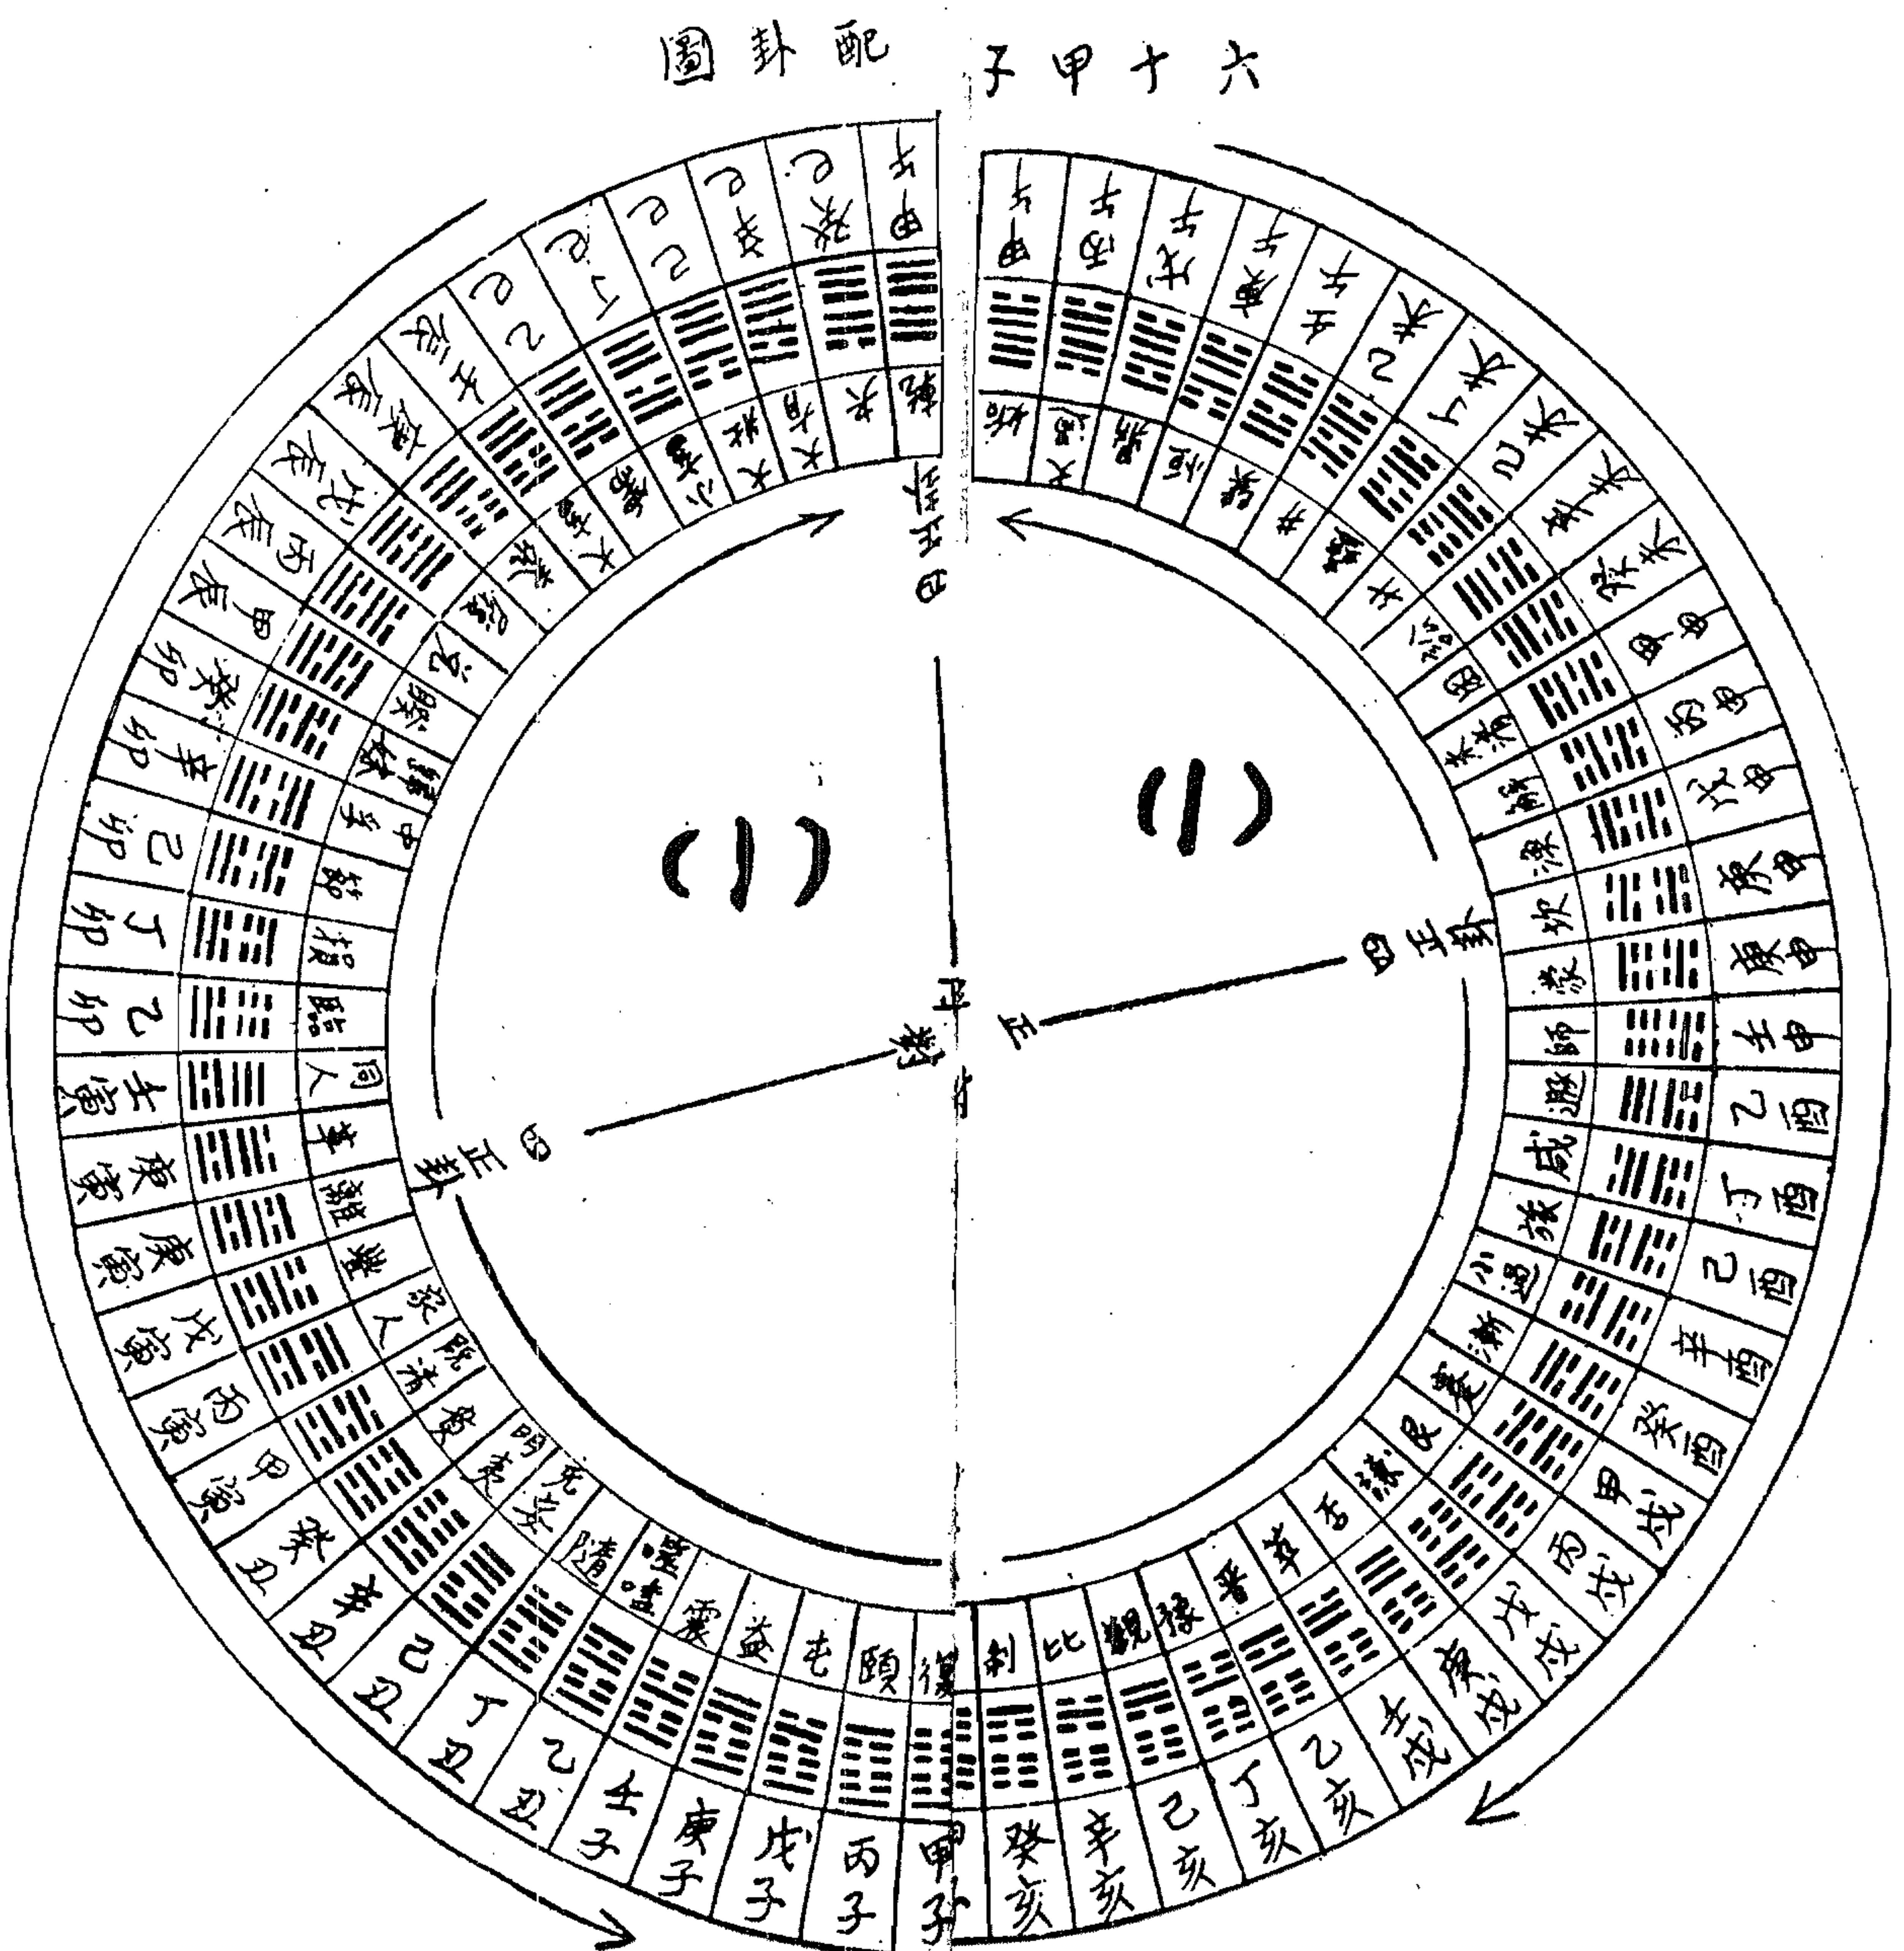 六十甲子配卦圖
甲午 姤
丙午 大過
戊午 鼎
庚午 恒
壬午 巽
乙未 井
丁未 蠱
己未 升
辛未 訟
癸未 困
甲申 未濟
丙申 解
戊申 渙
庚申 坎
庚申 蒙
壬申 師
乙酉 遯
丁酉 咸
己酉 旅
辛酉 小過
癸酉 漸
甲戌 蹇
丙戌 艮
戊戌 謙
庚戌 否
壬戌 萃
乙亥 晋
丁亥 豫
己亥 觀
辛亥 比
癸亥 剝
甲子 復
丙子 頤
戊子 屯
庚子 益
壬子 震
乙丑 噬嗑
丁丑 隨
己丑 无妄
辛丑 明夷
癸丑 賁
甲寅 既濟
丙寅 家人
戊寅 豐
庚寅 離
庚寅 革
壬寅 同人
乙卯 臨
丁卯 損
己卯 節
辛卯 中孚
癸卯 歸妹
甲辰 睽
丙辰 兌
戊辰 履
庚辰 泰
壬辰 大畜
乙巳 需
丁巳 小畜
己巳 大壯
辛巳 大有
癸巳 夬
甲午 乾
四正卦
四正卦
四正卦
正
對